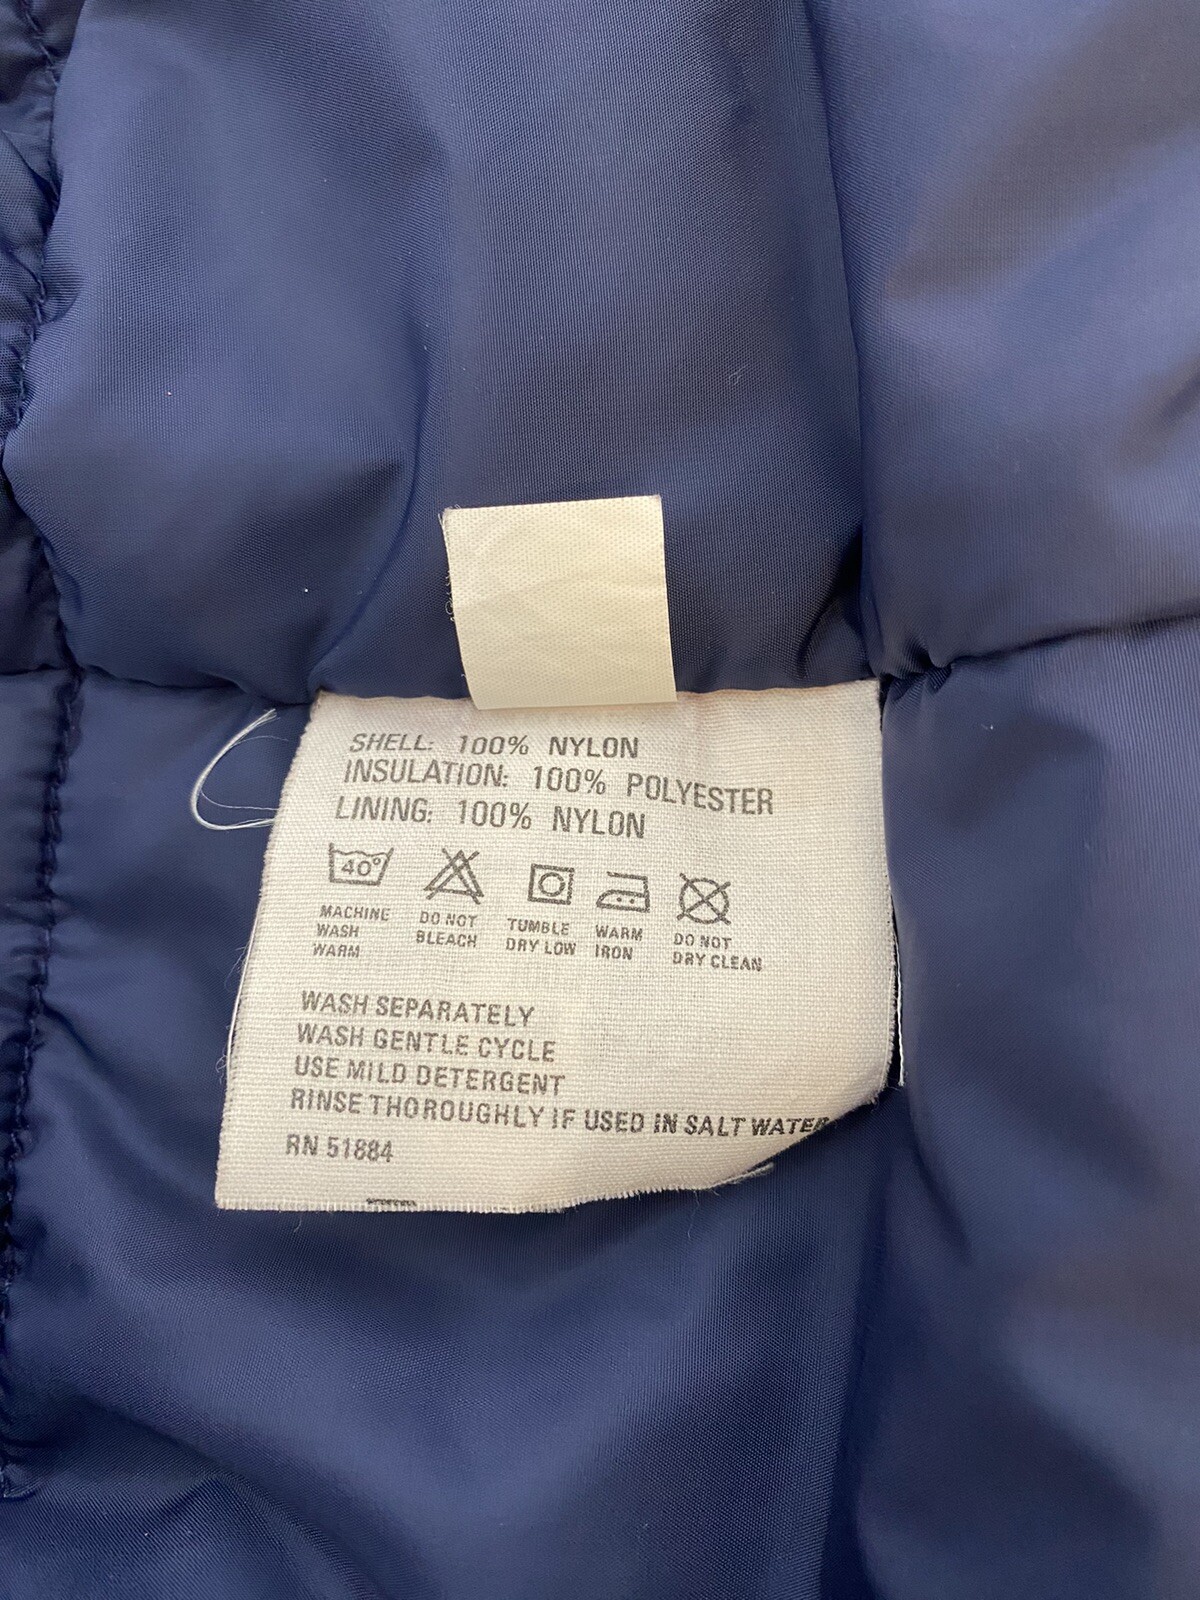 SHELL: 100% NYLON
INSULATION: 100% POLYESTER
LINING: 100% NYLON
40°
MACHINE WASH WARM
DO NOT BLEACH
TUMBLE DRY LOW
WARM IRON
DO NOT DRY CLEAN
WASH SEPARATELY
WASH GENTLE CYCLE
USE MILD DETERGENT
RINSE THOROUGHLY IF USED IN SALT WATER
RN 51884